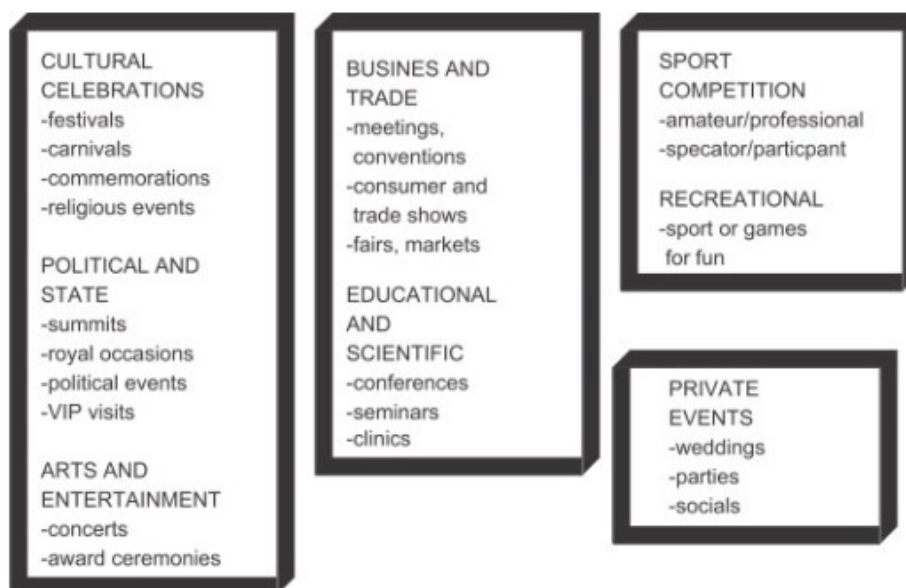 CULTURAL
CELEBRATIONS
-festivals
-carnivals
-commemorations
-religious events
POLITICAL AND
STATE
-summits
-royal occasions
-political events
-VIP visits
ARTS AND
ENTERTAINMENT
-concerts
-award ceremonies
BUSINES AND
TRADE
-meetings,
conventions
-consumer and
trade shows
-fairs, markets
EDUCATIONAL
AND
SCIENTIFIC
-conferences
-seminars
-clinics
SPORT
COMPETITION
-amateur/professional
-specator/particpant
RECREATIONAL
-sport or games
for fun
PRIVATE
EVENTS
-weddings
-parties
-socials